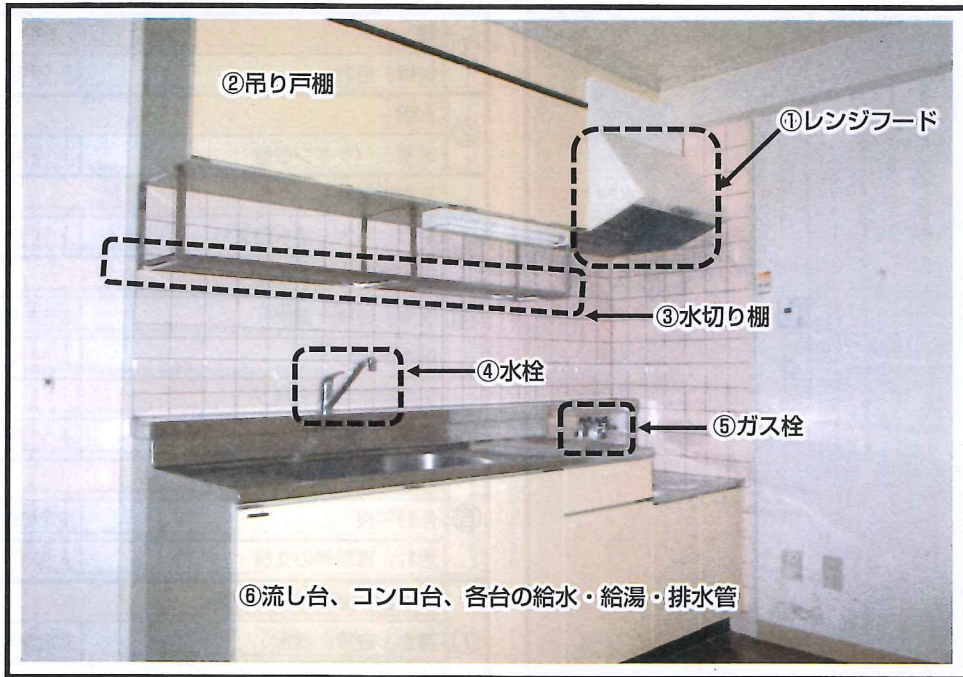 ②吊り戸棚
①レンジフード
③水切り棚
④水栓
⑤ガス栓
⑥流し台、コンロ台、各台の給水・給湯・排水管